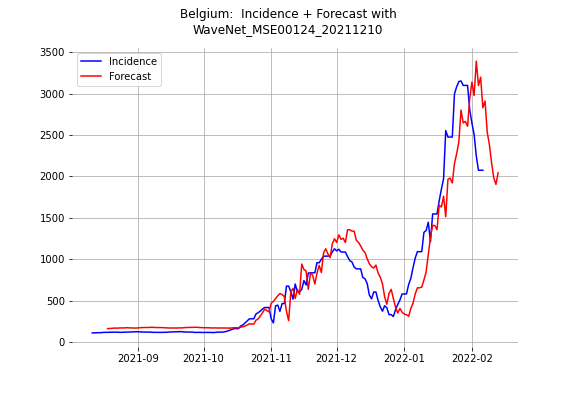 Belgium:  Incidence + Forecast with
WaveNet_MSE00124_20211210
3500
3000
2500
2000
1500
1000
500
0
Incidence
Forecast
2021-09 2021-10 2021-11 2021-12 2022-01 2022-02